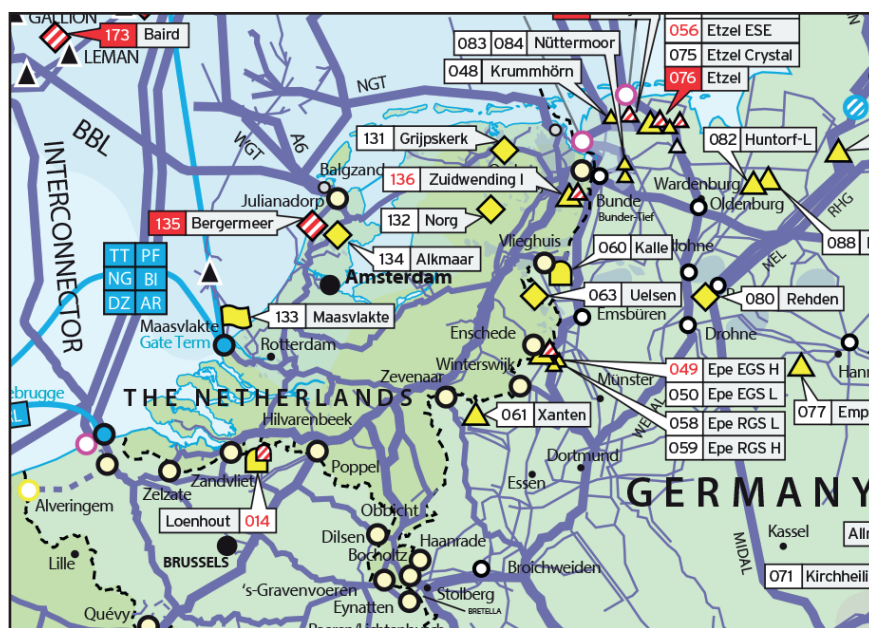 GALLION
173 Baird
LEMAN
083 084 Nüttermoor
048 Krummhörn
056 Etzel ESE
075 Etzel Crystal
076 Etzel
NGT
BBL
WGT
A6
131 Grijpskerk
082 Huntorf-L
Balgzand
136 Zuidwending I
Wardenburg
Oldenburg
Julianadorp
Bunde
Bunder-Tief
RHG
INTERCONNECTOR
135 Bergermeer
132 Norg
088
Vlieghuis
060 Kalle
NEL
TT PF
NG BI
DZ AR
134 Alkmaar
Amsterdam
063 Uelsen
080 Rehden
Emsbüren
133 Maasvlakte
Maasvlakte
Gate Term
Enschede
Drohne
Rotterdam
Winterswijk
049 Epe EGS H
Zevenaar
050 Epe EGS L
Münster
THE NETHERLANDS
061 Xanten
058 Epe RGS L
059 Epe RGS H
077 Emp
Hilvarenbeek
Dortmund
Poppel
Essen
GERMANY
Zelzate
Zandvliet
Alveringem
Loenhout 014
Obbicht
Kassel
Dilsen
Haanrade
BRUSSELS
Bocholtz
MIDAL
Lille
Broichweiden
071 Kirchheili
's-Gravenvoeren
Stolberg
Eynatten
BRETELLA
Quévy